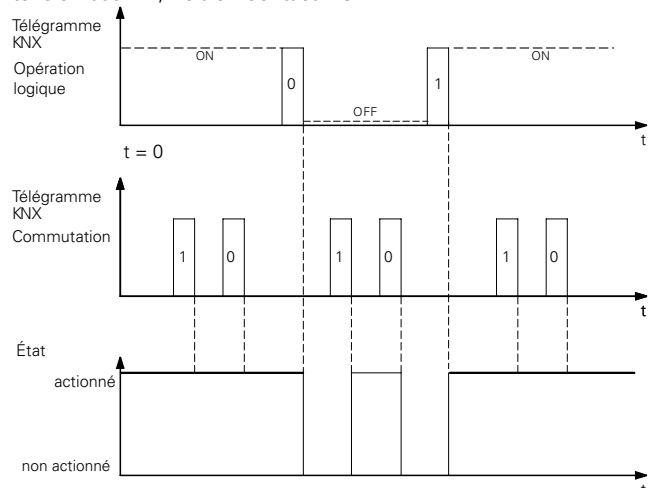 Télégramme
KNX
ON
ON
Opération
logique
0
1
OFF
t
t = 0
Télégramme
KNX
Commutation
1
0
1
0
1
0
t
État
actionné
non actionné
t